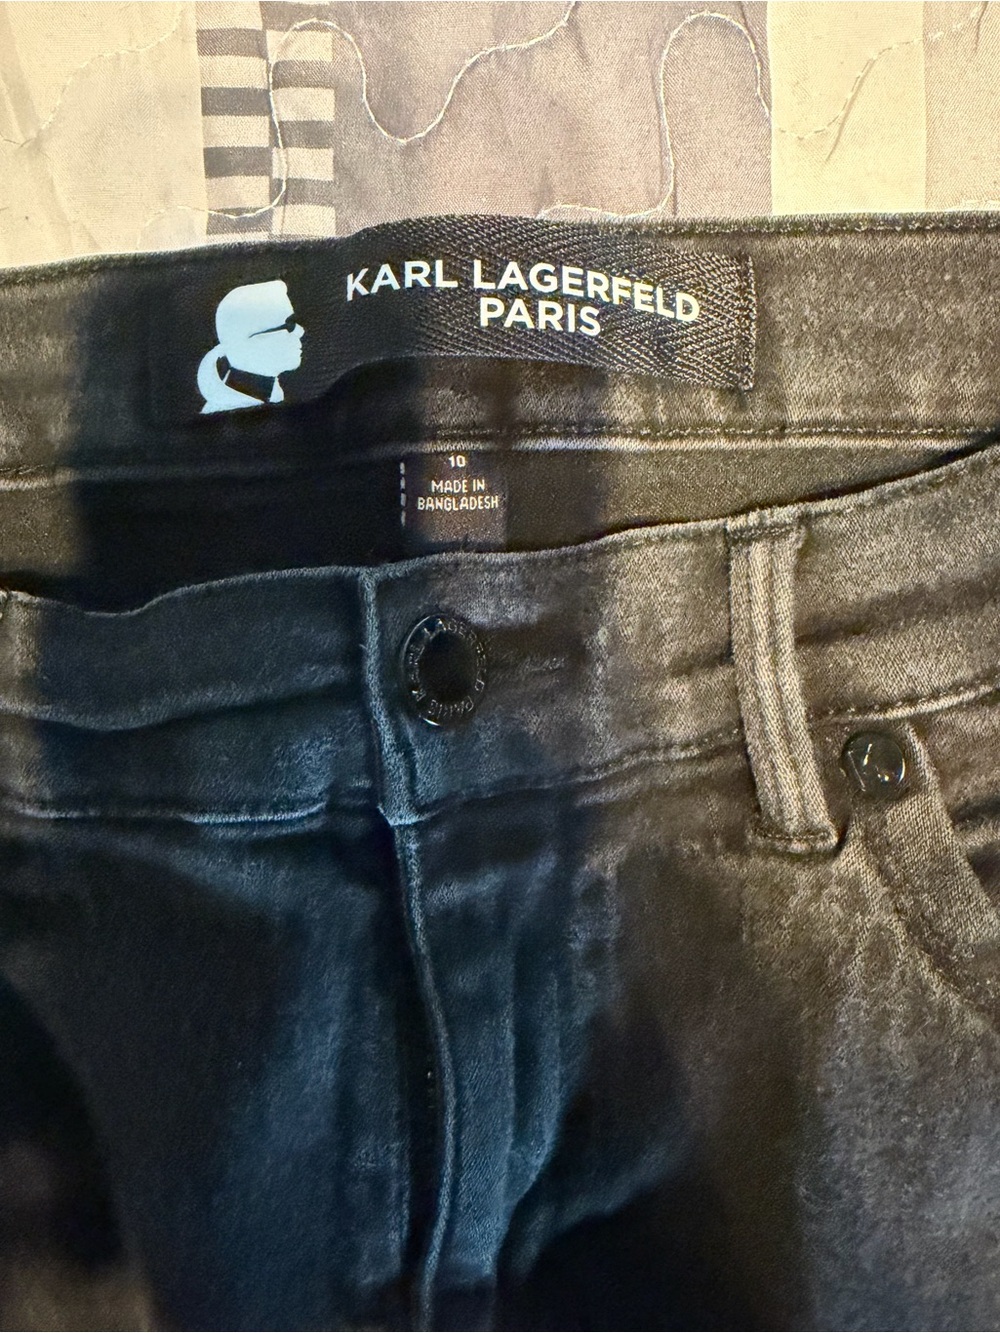 KARL LAGERFELD
PARIS
10
MADE IN
BANGLADESH
KARL LAGERFELD PARIS
K